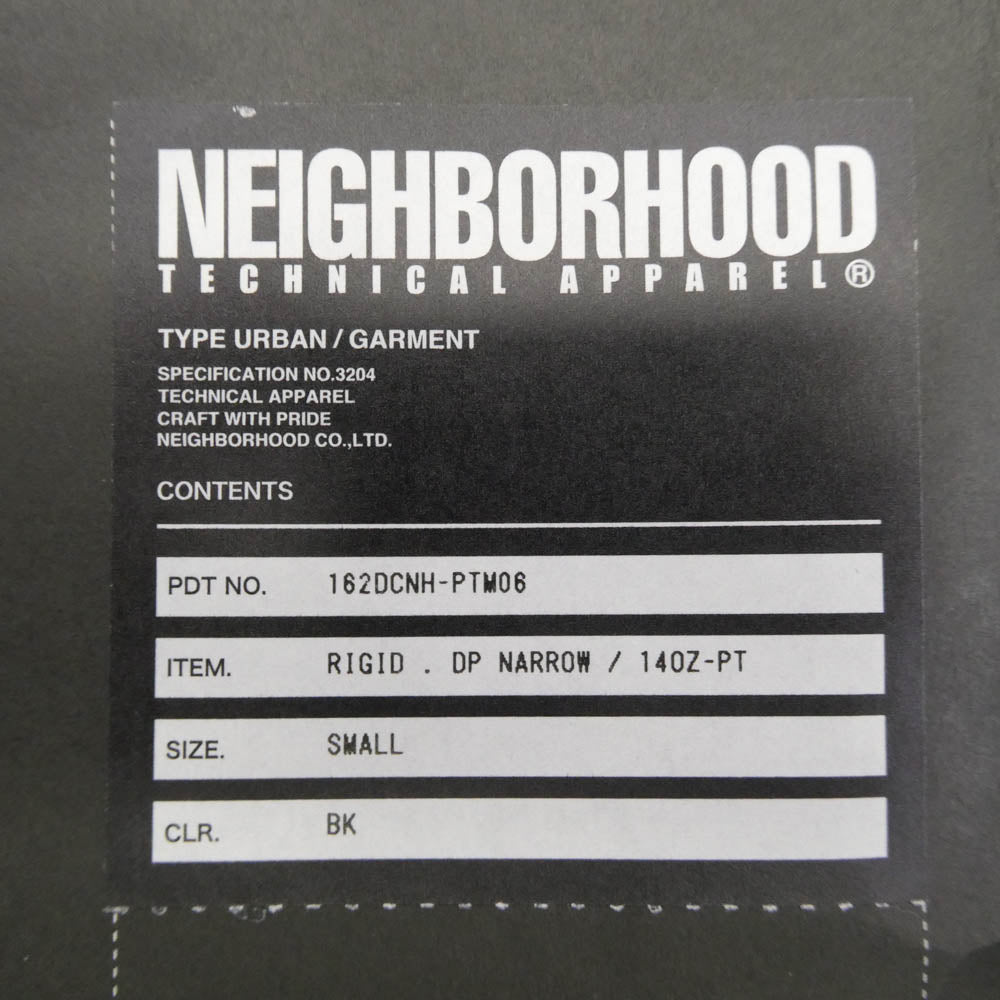 NEIGHBORHOOD
TECHNICAL APPAREL®
TYPE URBAN / GARMENT
SPECIFICATION NO.3204
TECHNICAL APPAREL
CRAFT WITH PRIDE
NEIGHBORHOOD CO.,LTD.
CONTENTS
PDT NO. 162DCNH-PTM06
ITEM. RIGID . DP NARROW / 14OZ-PT
SIZE. SMALL
CLR. BK